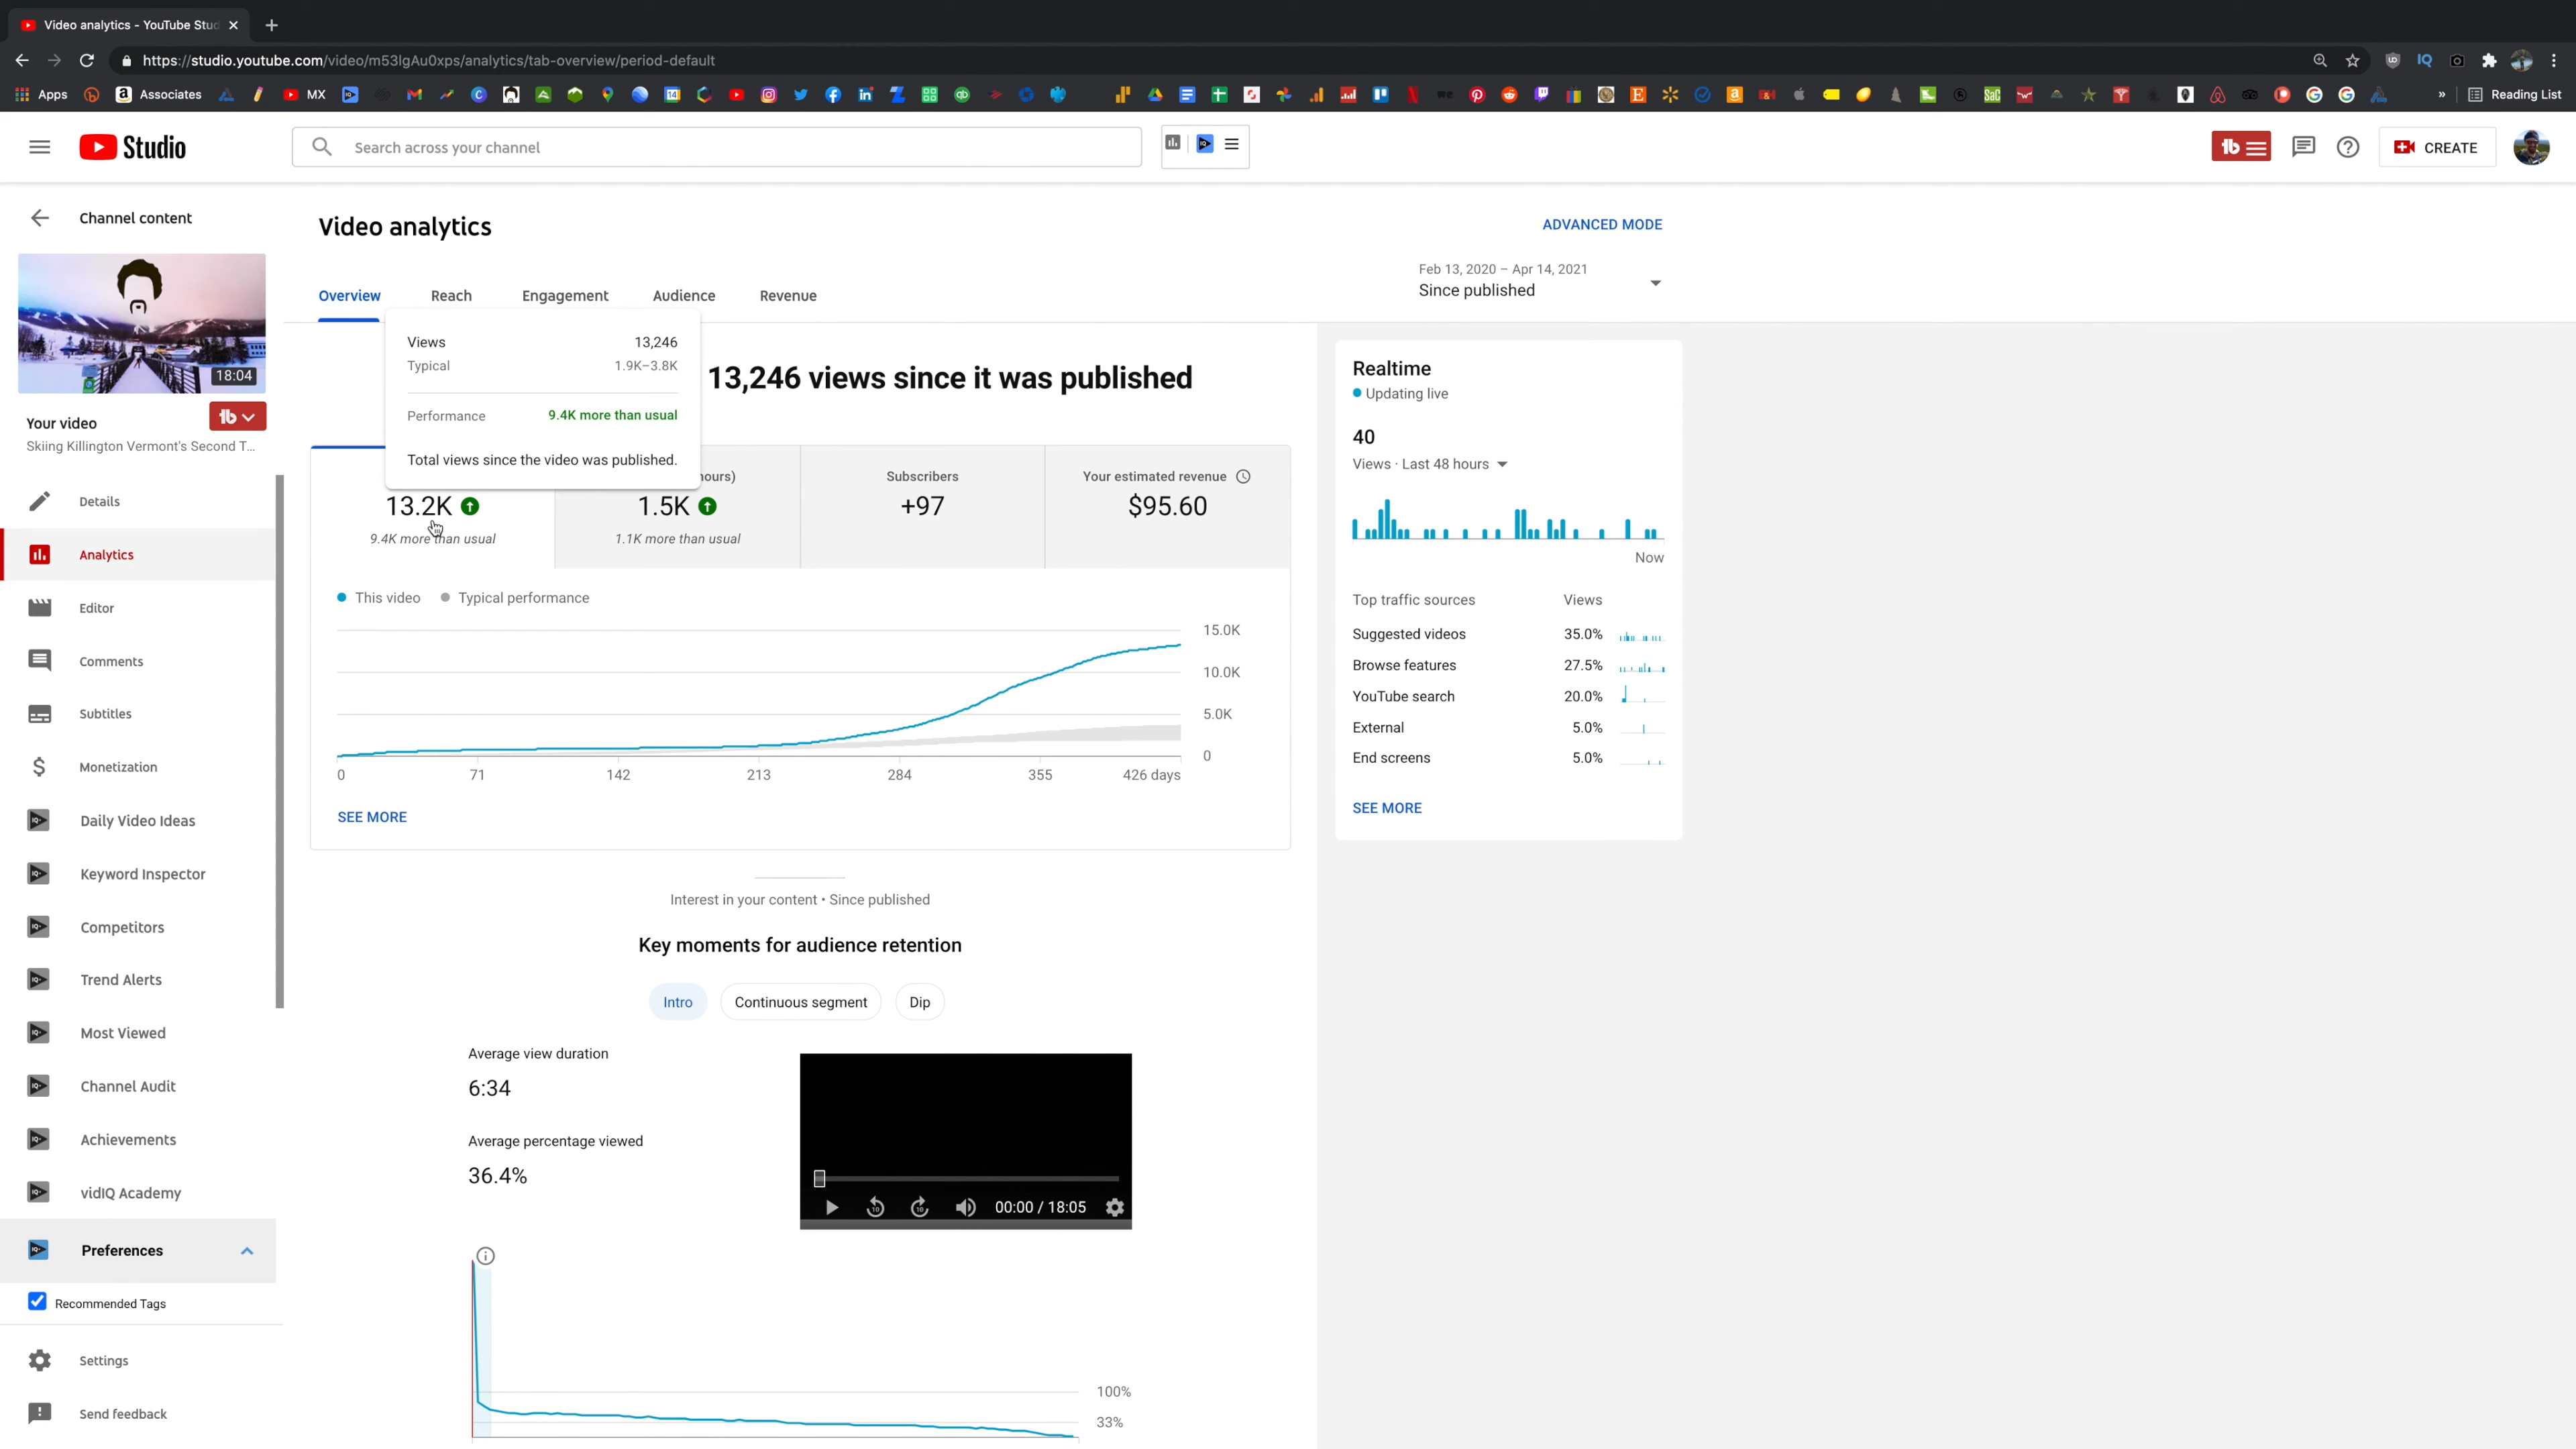 Video analytics - YouTube Stud
https://studio.youtube.com/video/m53lgAu0xps/analytics/tab-overview/period-default
Apps
Associates
MX
Reading List
Studio
Search across your channel
CREATE
Channel content
18:04
Your video
Skiing Killington Vermont's Second T...
Details
Analytics
Editor
Comments
Subtitles
Monetization
Daily Video Ideas
Keyword Inspector
Competitors
Trend Alerts
Most Viewed
Channel Audit
Achievements
vidIQ Academy
Preferences
Recommended Tags
Settings
Send feedback
Video analytics
ADVANCED MODE
Overview Reach Engagement Audience Revenue
Feb 13, 2020 – Apr 14, 2021
Since published
Views 13,246
Typical 1.9K–3.8K
Performance 9.4K more than usual
Total views since the video was published.
13,246 views since it was published
hours)
Subscribers
Your estimated revenue
13.2K
1.5K
+97
$95.60
9.4K more than usual
1.1K more than usual
This video Typical performance
15.0K
10.0K
5.0K
0
0 71 142 213 284 355 426 days
SEE MORE
Interest in your content • Since published
Key moments for audience retention
Intro Continuous segment Dip
Average view duration
6:34
Average percentage viewed
36.4%
00:00 / 18:05
100%
33%
Realtime
Updating live
40
Views · Last 48 hours
Now
Top traffic sources Views
Suggested videos 35.0%
Browse features 27.5%
YouTube search 20.0%
External 5.0%
End screens 5.0%
SEE MORE